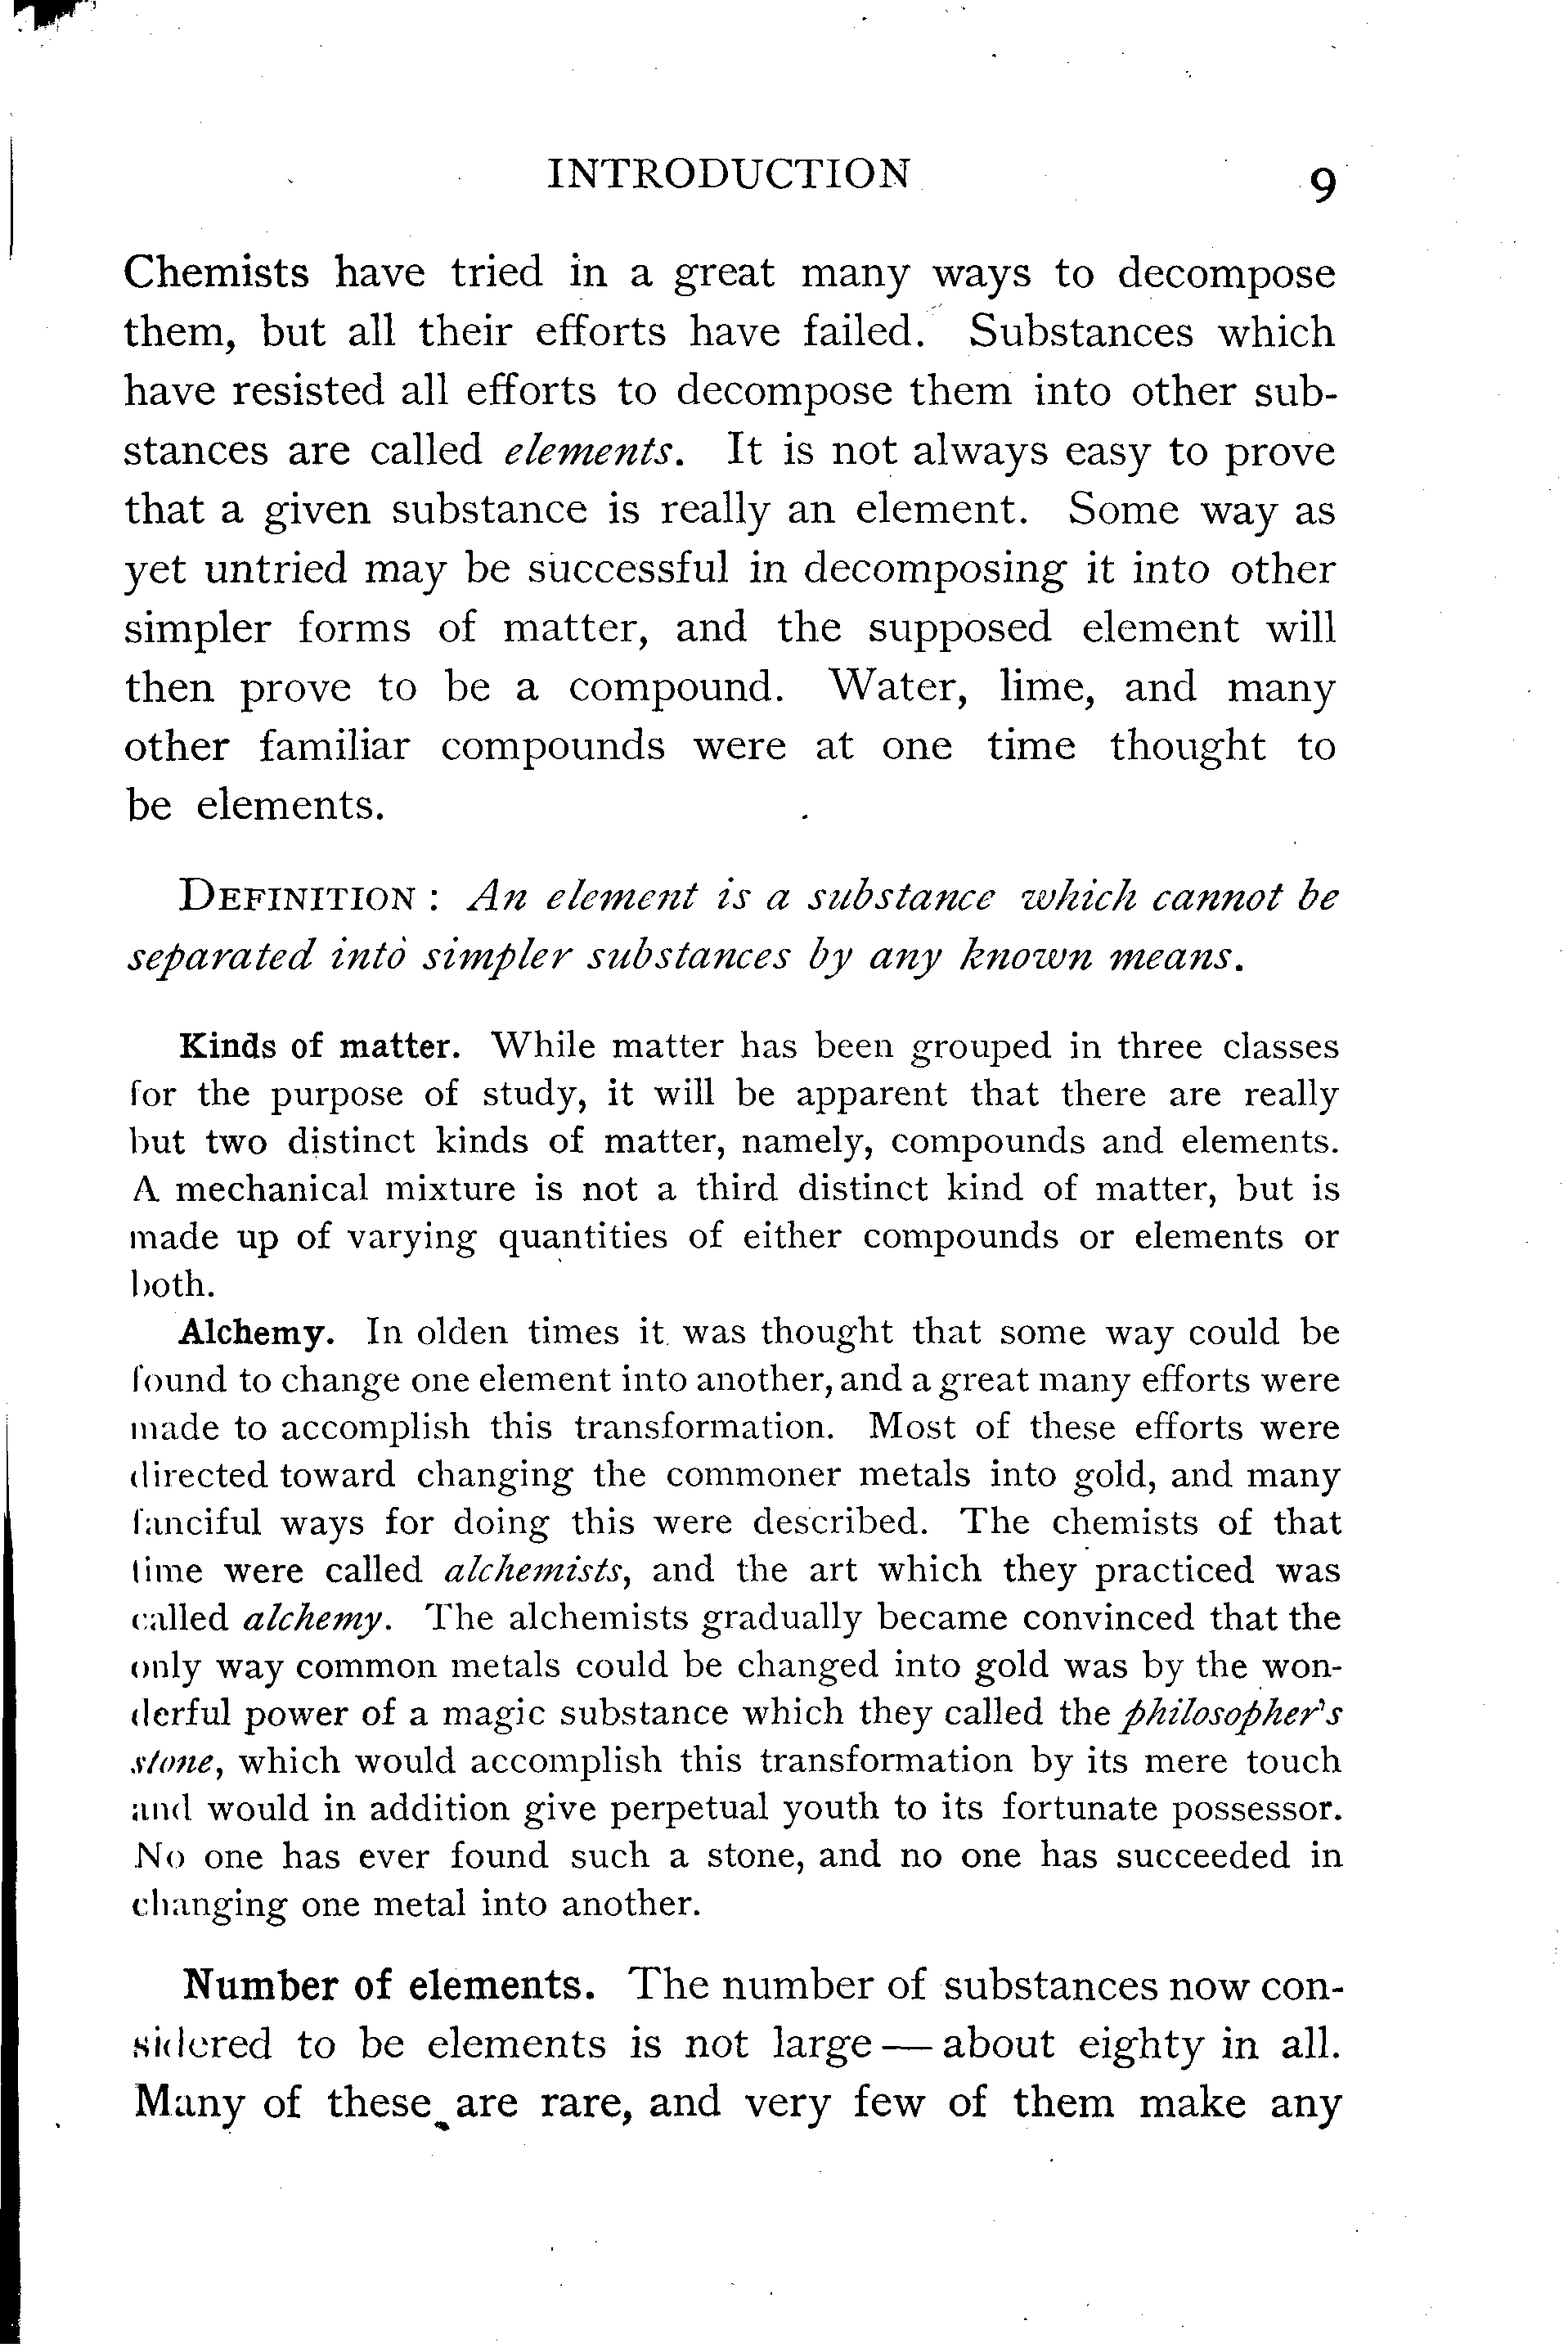 INTRODUCTION 9
Chemists have tried in a great many ways to decompose
them, but all their efforts have failed. Substances which
have resisted all efforts to decompose them into other sub-
stances are called elements. It is not always easy to prove
that a given substance is really an element. Some way as
yet untried may be successful in decomposing it into other
simpler forms of matter, and the supposed element will
then prove to be a compound. Water, lime, and many
other familiar compounds were at one time thought to
be elements.
DEFINITION: An element is a substance which cannot be
separated into simpler substances by any known means.
Kinds of matter. While matter has been grouped in three classes
for the purpose of study, it will be apparent that there are really
but two distinct kinds of matter, namely, compounds and elements.
A mechanical mixture is not a third distinct kind of matter, but is
made up of varying quantities of either compounds or elements or
both.
Alchemy. In olden times it was thought that some way could be
found to change one element into another, and a great many efforts were
made to accomplish this transformation. Most of these efforts were
directed toward changing the commoner metals into gold, and many
fanciful ways for doing this were described. The chemists of that
time were called alchemists, and the art which they practiced was
called alchemy. The alchemists gradually became convinced that the
only way common metals could be changed into gold was by the won-
derful power of a magic substance which they called the philosopher's
stone, which would accomplish this transformation by its mere touch
and would in addition give perpetual youth to its fortunate possessor.
No one has ever found such a stone, and no one has succeeded in
changing one metal into another.
Number of elements. The number of substances now con-
sidered to be elements is not large — about eighty in all.
Many of these are rare, and very few of them make any